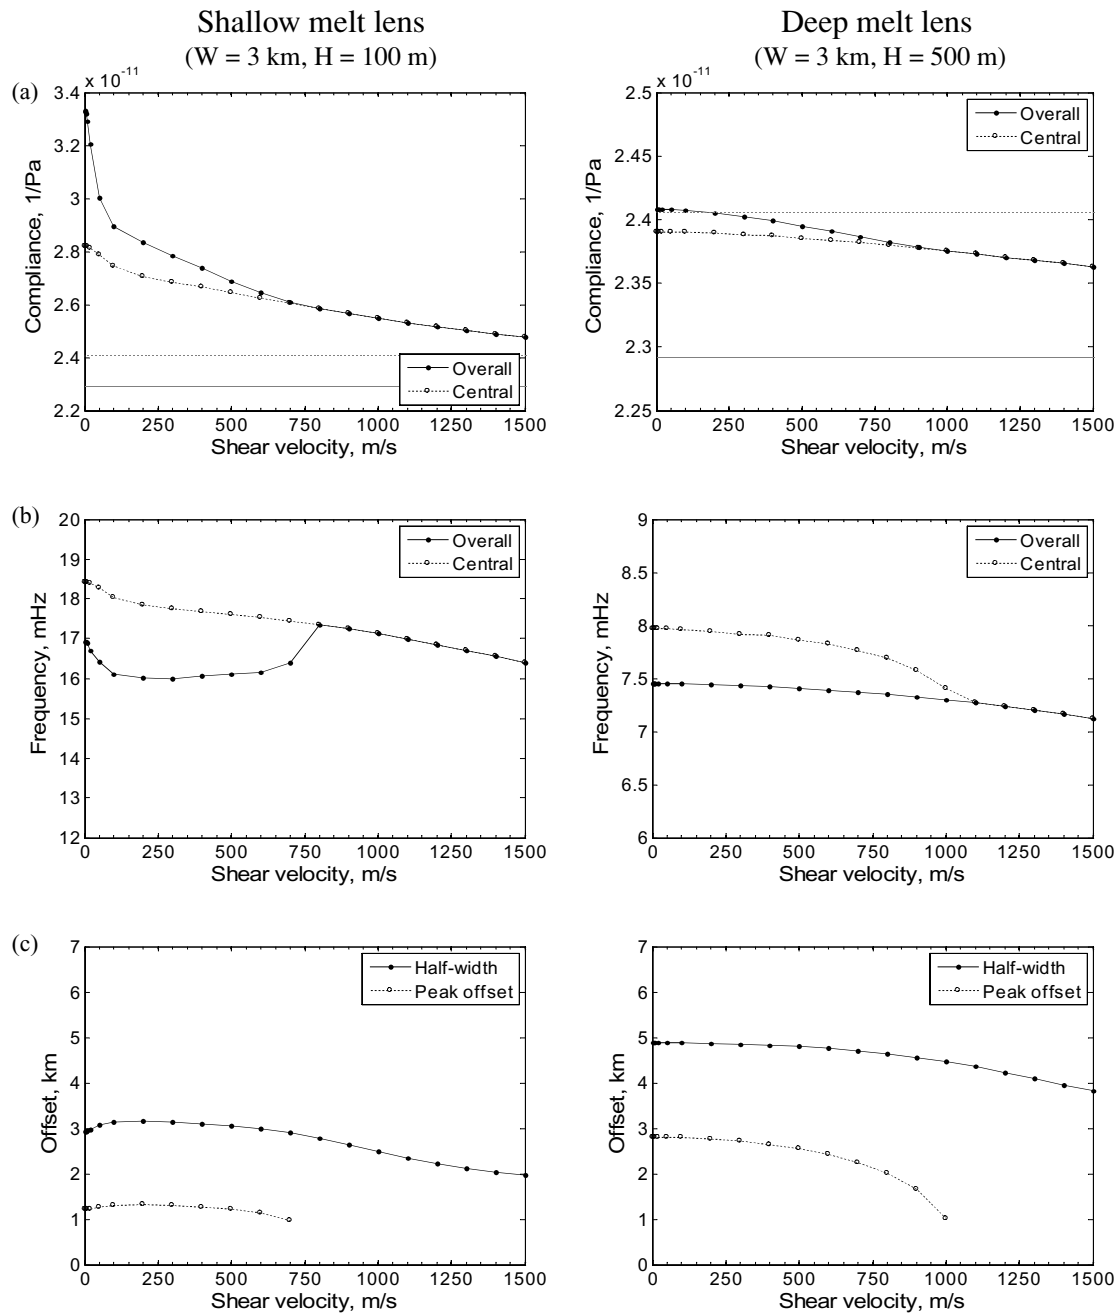 Shallow melt lens
(W = 3 km, H = 100 m)
Deep melt lens
(W = 3 km, H = 500 m)
(a)
x 10⁻¹¹
3.4
3.2
3
2.8
2.6
2.4
2.2
Compliance, 1/Pa
Overall
Central
Overall
Central
0 250 500 750 1000 1250 1500
Shear velocity, m/s
x 10⁻¹¹
2.5
2.45
2.4
2.35
2.3
2.25
Compliance, 1/Pa
Overall
Central
0 250 500 750 1000 1250 1500
Shear velocity, m/s
(b)
20
19
18
17
16
15
14
13
12
Frequency, mHz
Overall
Central
0 250 500 750 1000 1250 1500
Shear velocity, m/s
9
8.5
8
7.5
7
6.5
6
Frequency, mHz
Overall
Central
0 250 500 750 1000 1250 1500
Shear velocity, m/s
(c)
7
6
5
4
3
2
1
0
Offset, km
Half-width
Peak offset
0 250 500 750 1000 1250 1500
Shear velocity, m/s
7
6
5
4
3
2
1
0
Offset, km
Half-width
Peak offset
0 250 500 750 1000 1250 1500
Shear velocity, m/s